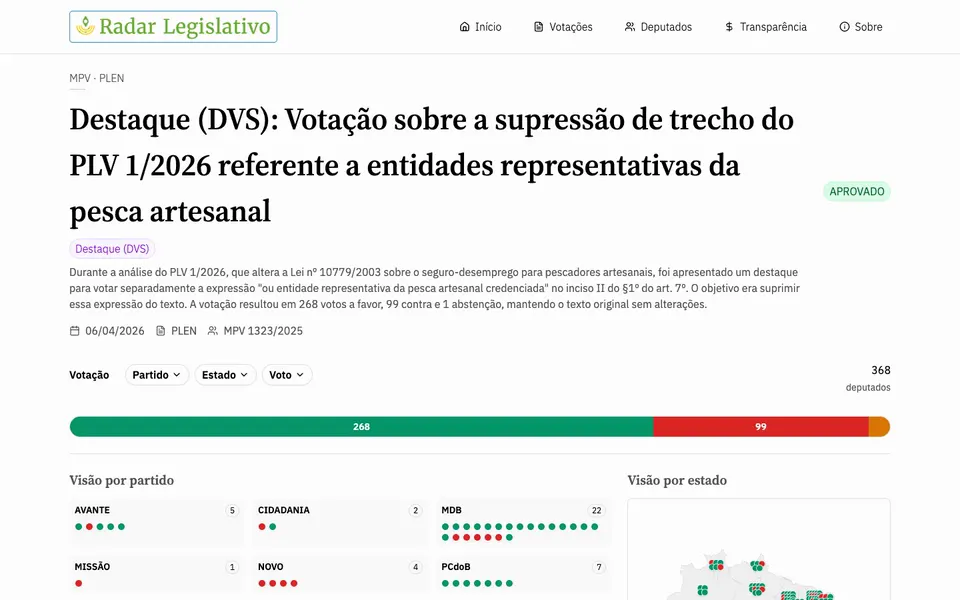 Radar Legislativo
Início
Votações
Deputados
Transparência
Sobre
MPV · PLEN
Destaque (DVS): Votação sobre a supressão de trecho do
PLV 1/2026 referente a entidades representativas da
pesca artesanal
APROVADO
Destaque (DVS)
Durante a análise do PLV 1/2026, que altera a Lei nº 10779/2003 sobre o seguro-desemprego para pescadores artesanais, foi apresentado um destaque
para votar separadamente a expressão "ou entidade representativa da pesca artesanal credenciada" no inciso II do §1º do art. 7º. O objetivo era suprimir
essa expressão do texto. A votação resultou em 268 votos a favor, 99 contra e 1 abstenção, mantendo o texto original sem alterações.
06/04/2026
PLEN
MPV 1323/2025
Votação
Partido
Estado
Voto
368
deputados
268
99
Visão por partido
Visão por estado
AVANTE
5
CIDADANIA
2
MDB
22
MISSÃO
1
NOVO
4
PCdoB
7